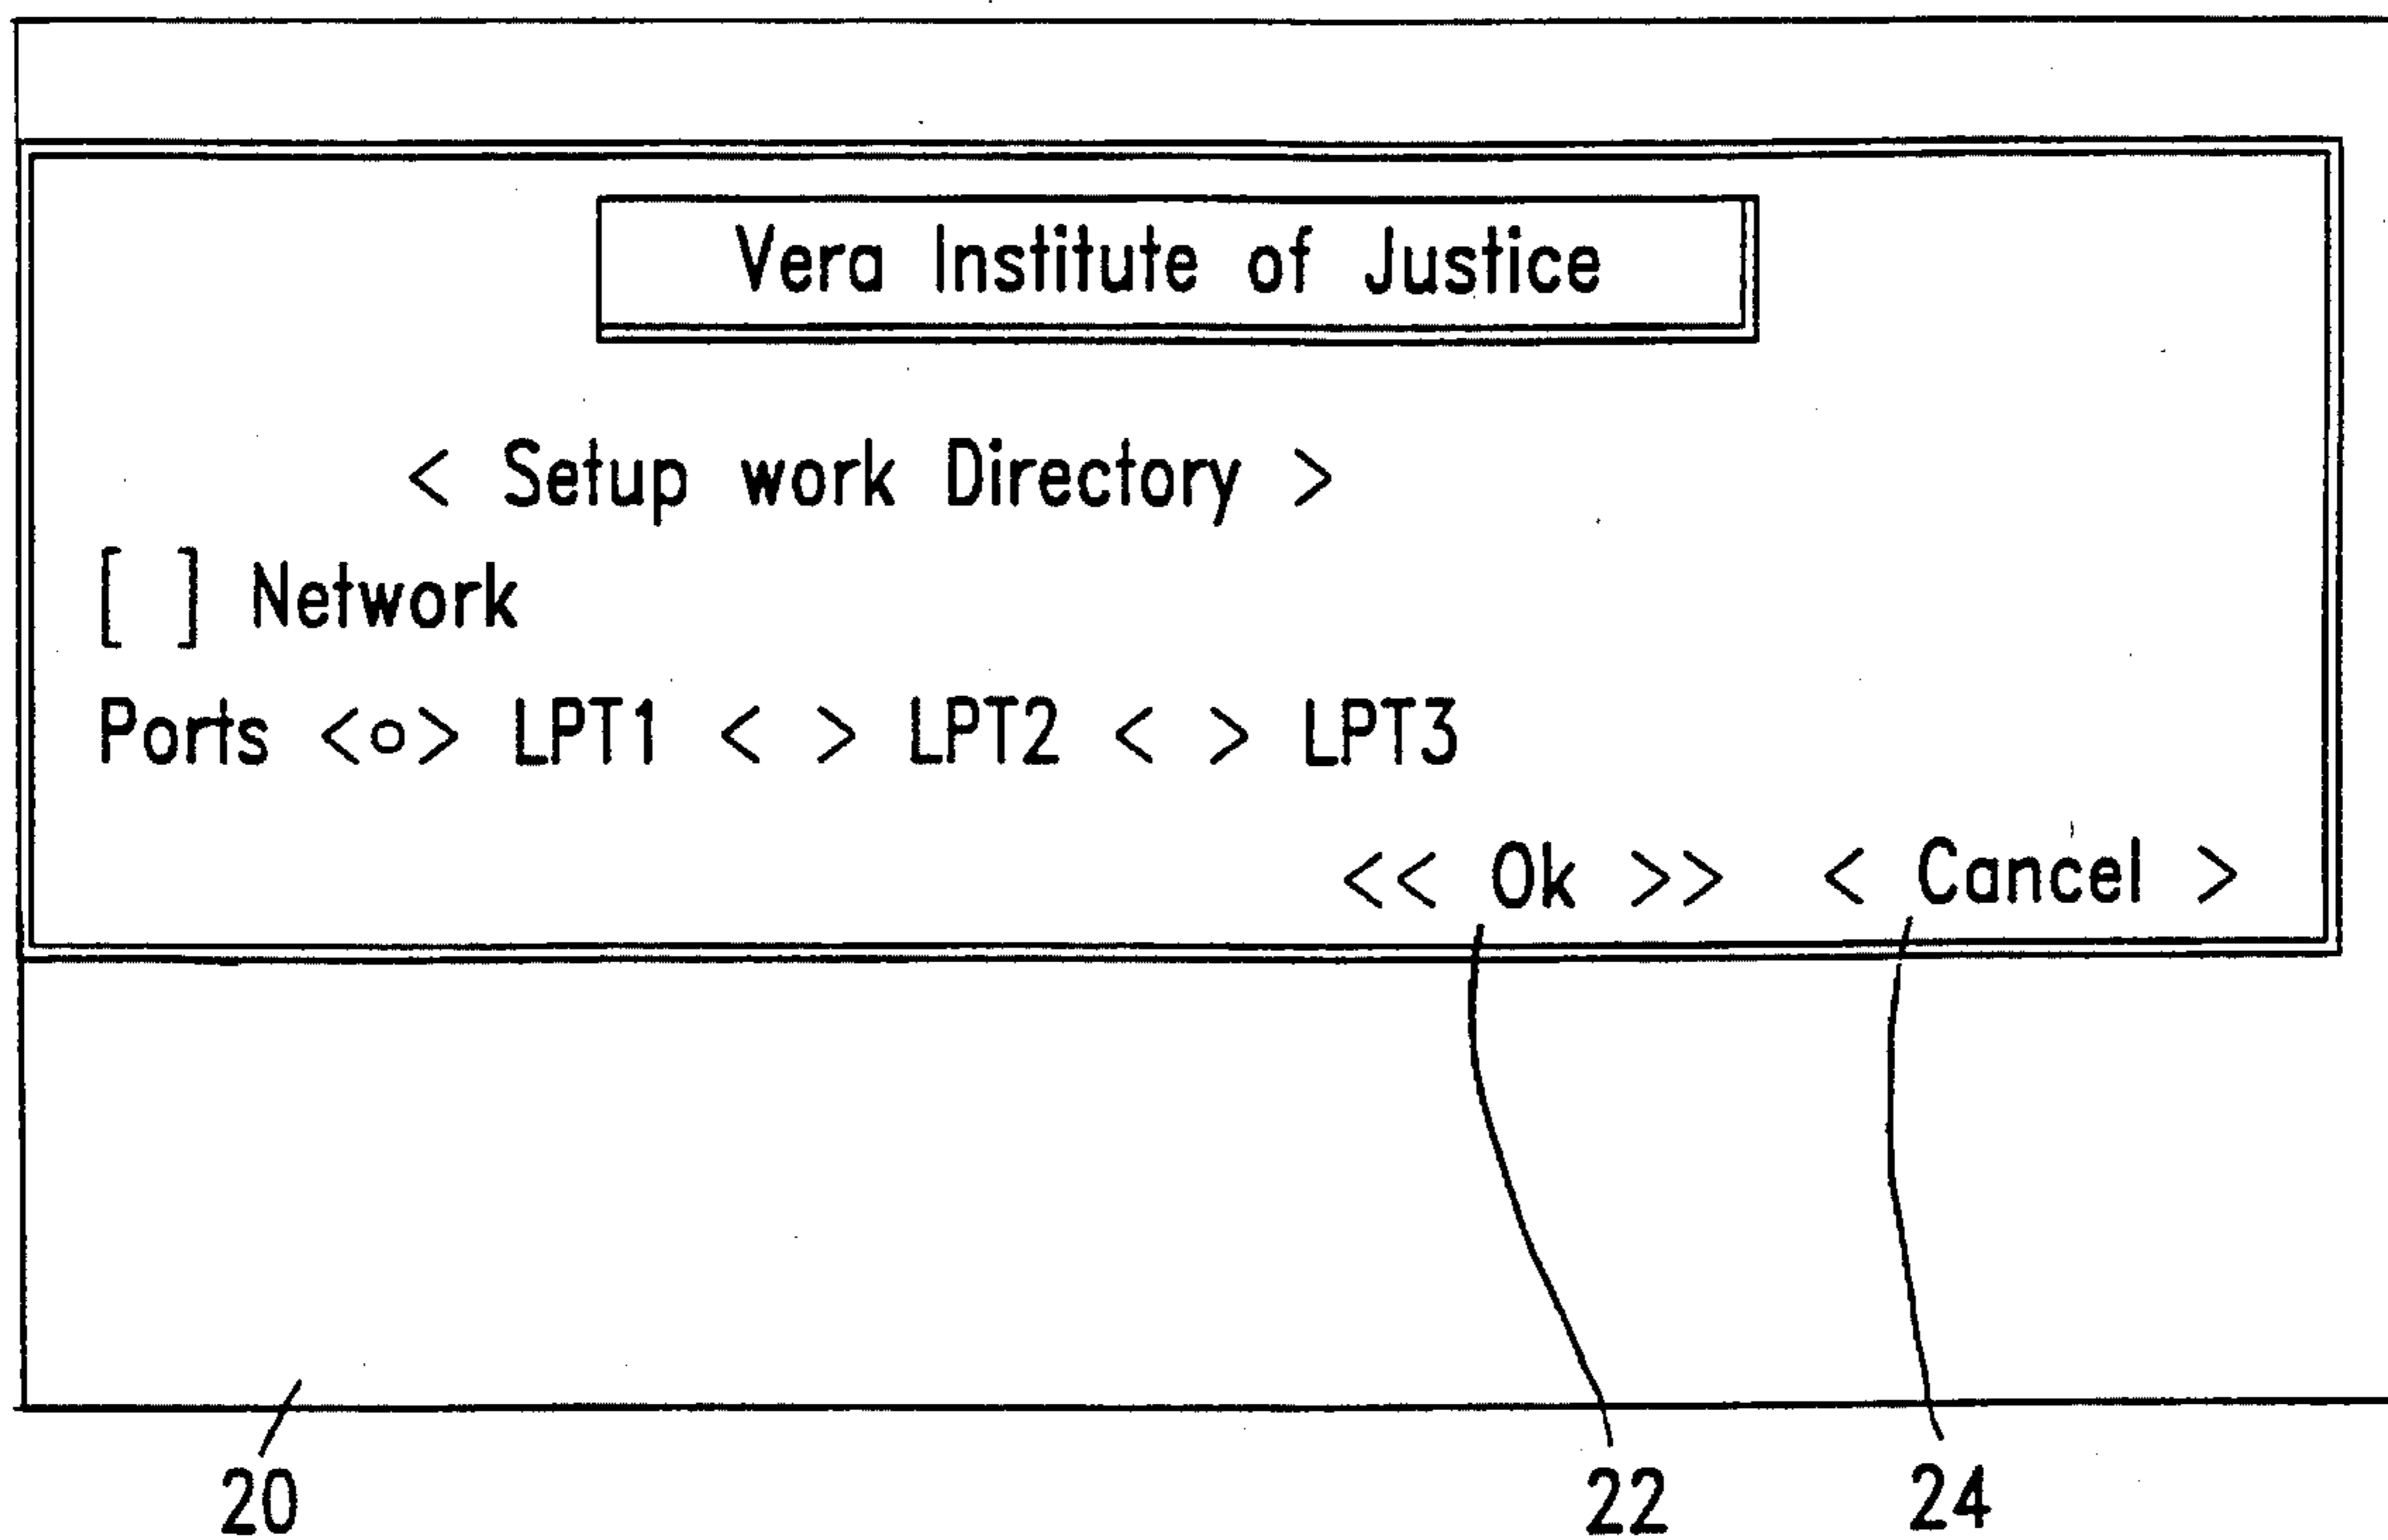 Vera Institute of Justice
< Setup work Directory >
[ ] Network
Ports <o> LPT1 < > LPT2 < > LPT3
<< Ok >> < Cancel >
20 22 24